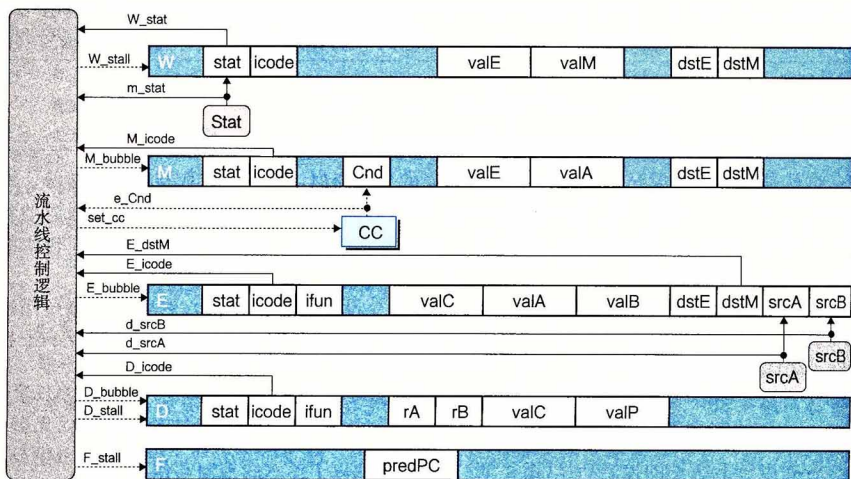 W_stat
W_stall
W stat icode valE valM dstE dstM
m_stat
Stat
M_icode
M_bubble
M stat icode Cnd valE valA dstE dstM
e_Cnd
set_cc
CC
流水线控制逻辑
E_dstM
E_icode
E_bubble
E stat icode ifun valC valA valB dstE dstM srcA srcB
d_srcB
d_srcA
srcB
srcA
D_icode
D_bubble
D_stall
D stat icode ifun rA rB valC valP
F_stall
F predPC